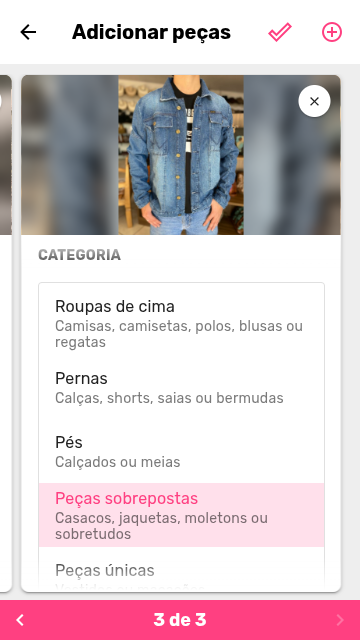 Adicionar peças
CATEGORIA
Roupas de cima
Camisas, camisetas, polos, blusas ou
regatas
Pernas
Calças, shorts, saias ou bermudas
Pés
Calçados ou meias
Peças sobrepostas
Casacos, jaquetas, moletons ou
sobretudos
Peças únicas
3 de 3